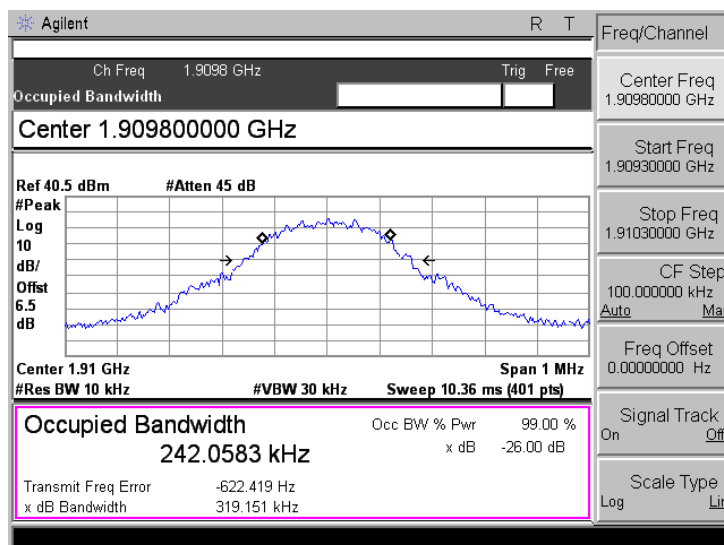 Agilent R T
Ch Freq 1.9098 GHz Trig Free
Occupied Bandwidth
Center 1.909800000 GHz
Ref 40.5 dBm #Atten 45 dB
#Peak
Log
10
dB/
Offst
6.5
dB
Center 1.91 GHz Span 1 MHz
#Res BW 10 kHz #VBW 30 kHz Sweep 10.36 ms (401 pts)
Occupied Bandwidth Occ BW % Pwr 99.00 %
242.0583 kHz x dB -26.00 dB
Transmit Freq Error -622.419 Hz
x dB Bandwidth 319.151 kHz
Freq/Channel
Center Freq
1.90980000 GHz
Start Freq
1.90930000 GHz
Stop Freq
1.91030000 GHz
CF Step
100.000000 kHz
Auto Ma
Freq Offset
0.00000000 Hz
Signal Track
On Off
Scale Type
Log Lin